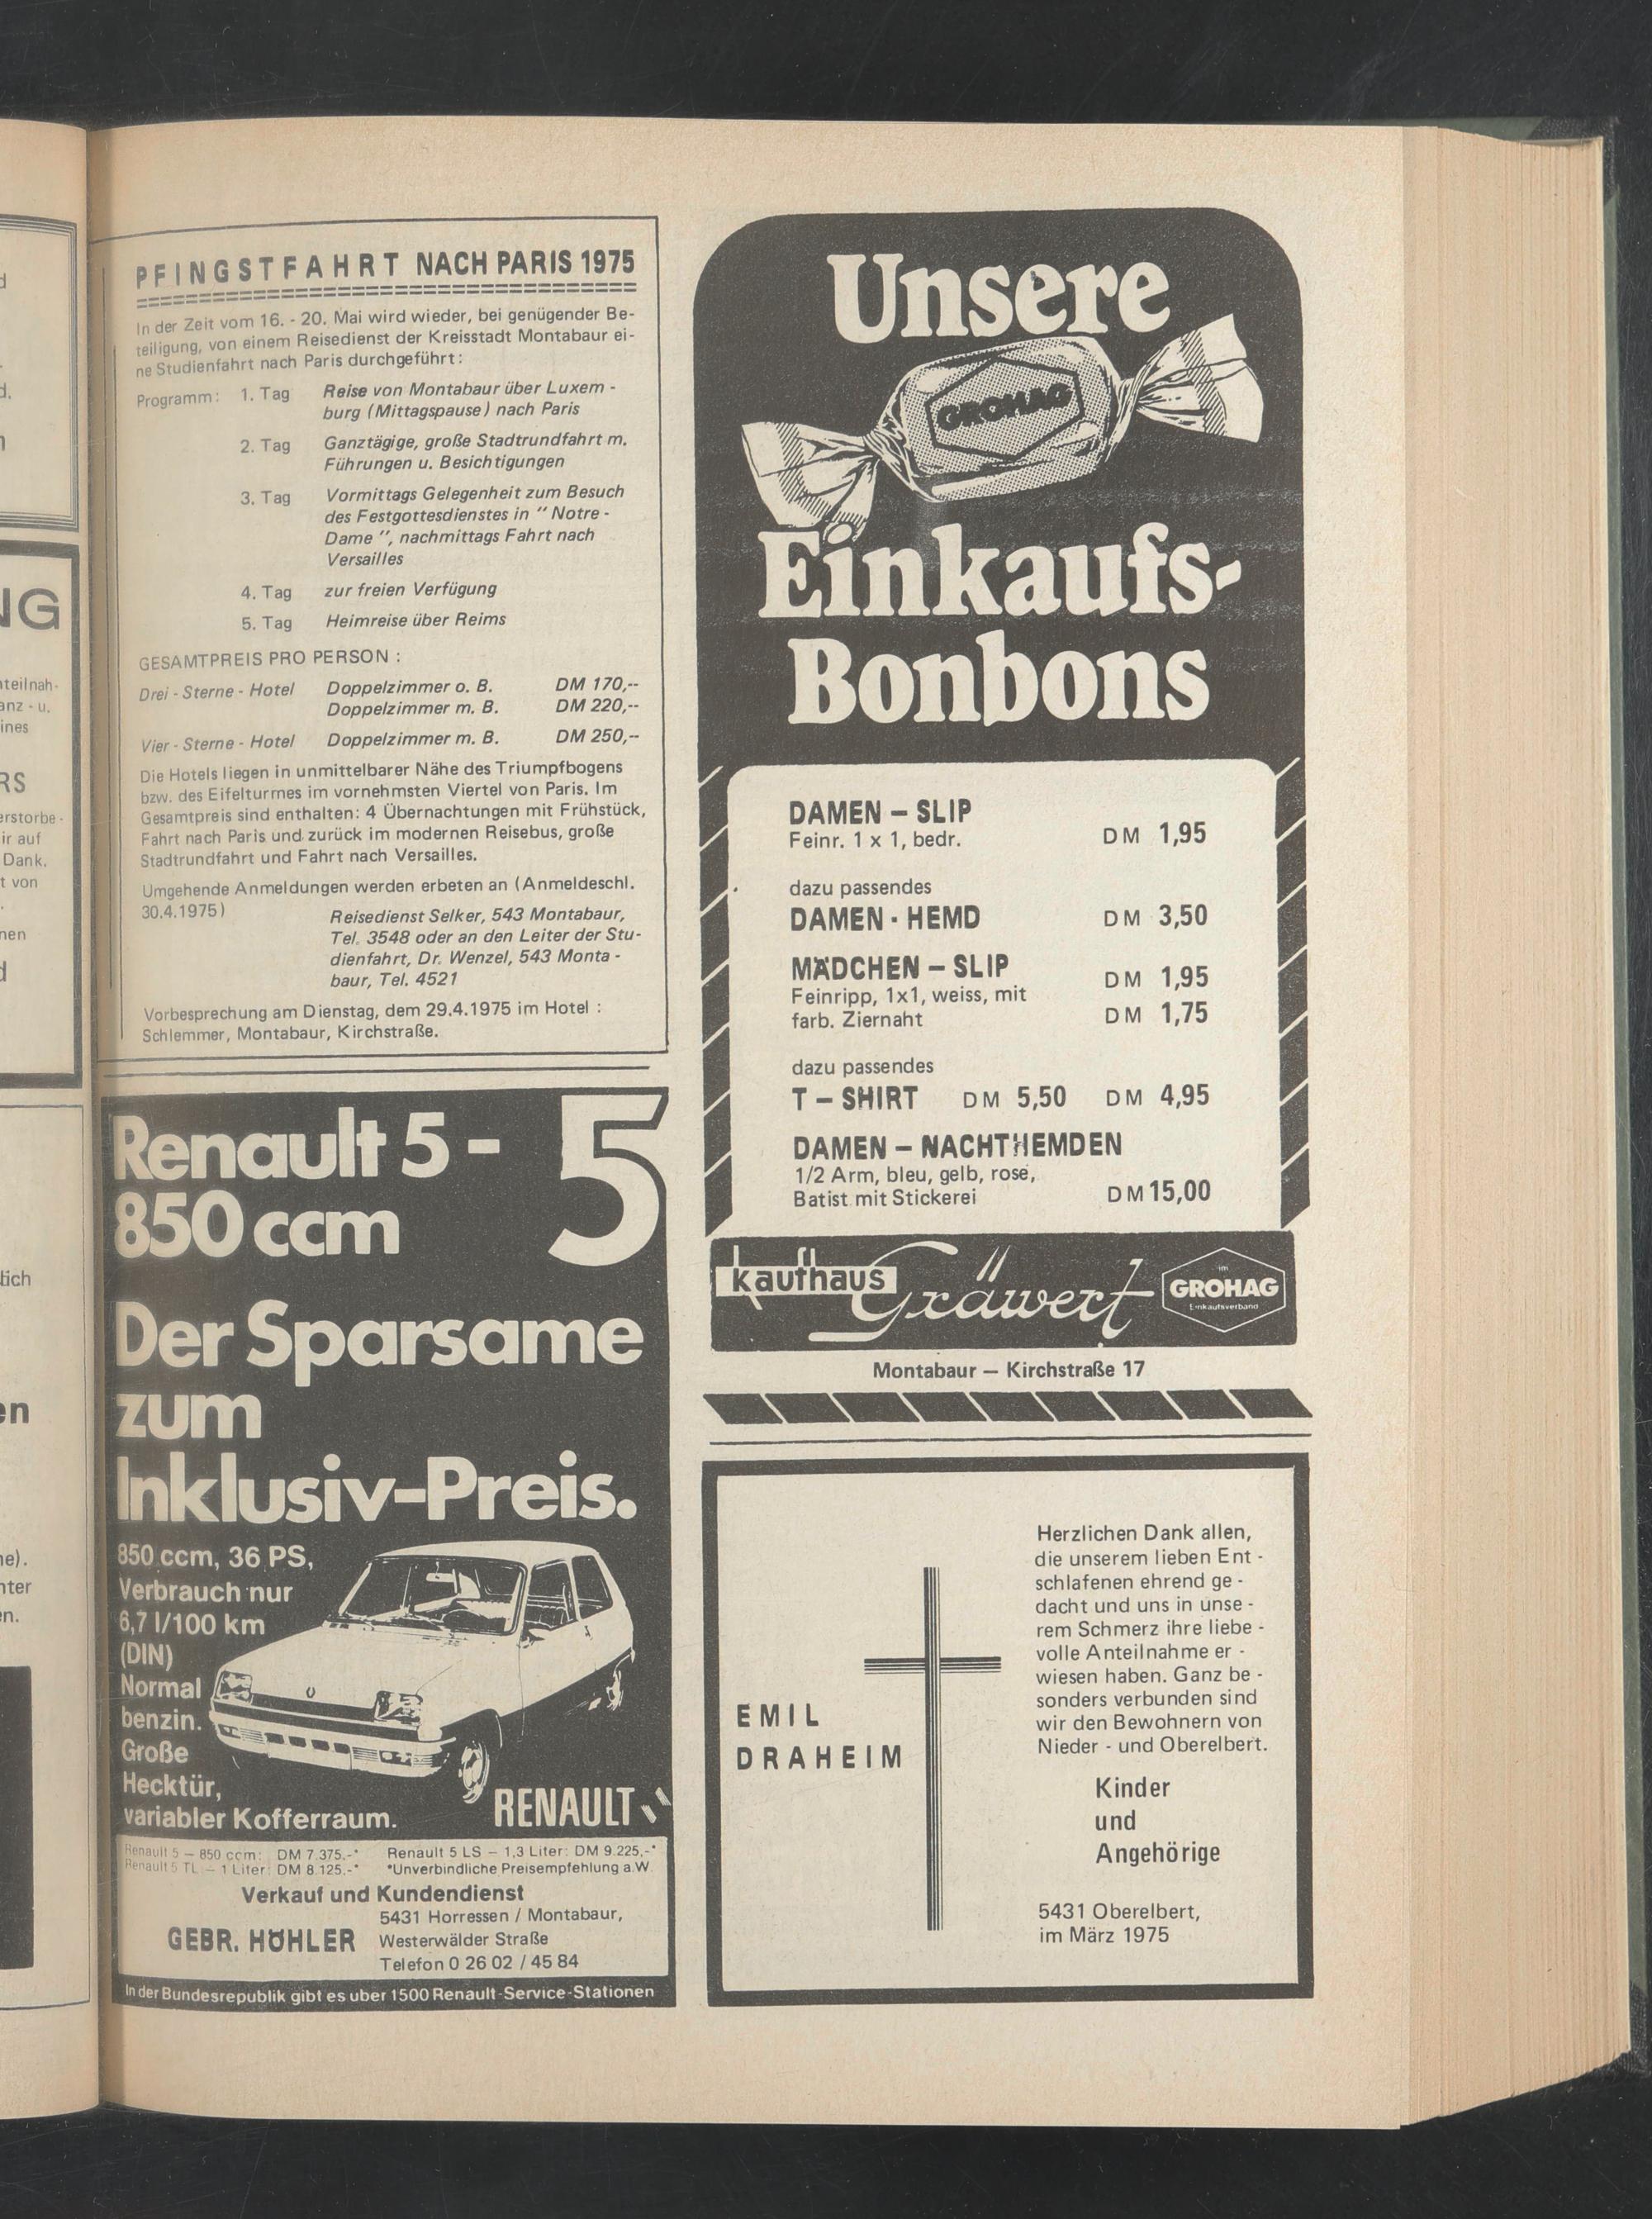 PFINGSTFAHRT NACH PARIS 1975
In der Zeit vom 16. - 20. Mai wird wieder, bei genügender Be-
teiligung, von einem Reisedienst der Kreisstadt Montabaur ei-
ne Studienfahrt nach Paris durchgeführt:
Programm: 1. Tag Reise von Montabaur über Luxem -
burg (Mittagspause) nach Paris
2. Tag Ganztägige, große Stadtrundfahrt m.
Führungen u. Besichtigungen
3. Tag Vormittags Gelegenheit zum Besuch
des Festgottesdienstes in " Notre -
Dame ", nachmittags Fahrt nach
Versailles
4. Tag zur freien Verfügung
5. Tag Heimreise über Reims
GESAMTPREIS PRO PERSON :
Drei - Sterne - Hotel Doppelzimmer o. B. DM 170,--
Doppelzimmer m. B. DM 220,--
Vier - Sterne - Hotel Doppelzimmer m. B. DM 250,--
Die Hotels liegen in unmittelbarer Nähe des Triumpfbogens
bzw. des Eifelturmes im vornehmsten Viertel von Paris. Im
Gesamtpreis sind enthalten: 4 Übernachtungen mit Frühstück,
Fahrt nach Paris und zurück im modernen Reisebus, große
Stadtrundfahrt und Fahrt nach Versailles.
Umgehende Anmeldungen werden erbeten an (Anmeldeschl.
30.4.1975)
Reisedienst Selker, 543 Montabaur,
Tel. 3548 oder an den Leiter der Stu-
dienfahrt, Dr. Wenzel, 543 Monta -
baur, Tel. 4521
Vorbesprechung am Dienstag, dem 29.4.1975 im Hotel :
Schlemmer, Montabaur, Kirchstraße.
Renault 5 - 5
850 ccm
Der Sparsame
zum
Inklusiv-Preis.
850 ccm, 36 PS,
Verbrauch nur
6,7 l/100 km
(DIN)
Normal
benzin.
Große
Hecktür,
variabler Kofferraum.
RENAULT
Renault 5 – 850 ccm: DM 7.375.-* Renault 5 LS – 1,3 Liter: DM 9.225,-*
Renault 5 TL – 1 Liter: DM 8.125.-* *Unverbindliche Preisempfehlung a.W.
Verkauf und Kundendienst
GEBR. HÖHLER
5431 Horressen / Montabaur,
Westerwälder Straße
Telefon 0 26 02 / 45 84
In der Bundesrepublik gibt es uber 1500 Renault-Service-Stationen
Unsere
GROHAG
Einkaufs-
Bonbons
DAMEN – SLIP
Feinr. 1 x 1, bedr. DM 1,95
dazu passendes
DAMEN - HEMD DM 3,50
MÄDCHEN – SLIP DM 1,95
Feinripp, 1x1, weiss, mit
farb. Ziernaht DM 1,75
dazu passendes
T – SHIRT DM 5,50 DM 4,95
DAMEN – NACHTHEMDEN
1/2 Arm, bleu, gelb, rose,
Batist mit Stickerei DM 15,00
kaufhaus Gräwert
im
GROHAG
Einkaufsverband
Montabaur – Kirchstraße 17
EMIL
DRAHEIM
Herzlichen Dank allen,
die unserem lieben Ent -
schlafenen ehrend ge -
dacht und uns in unse -
rem Schmerz ihre liebe -
volle Anteilnahme er -
wiesen haben. Ganz be -
sonders verbunden sind
wir den Bewohnern von
Nieder - und Oberelbert.
Kinder
und
Angehörige
5431 Oberelbert,
im März 1975